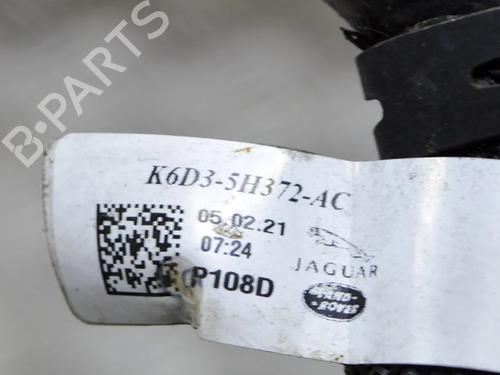 B-PARTS
K6D3-5H372-AC
05.02.21
07:24
P108D
JAGUAR
LAND-
ROVER